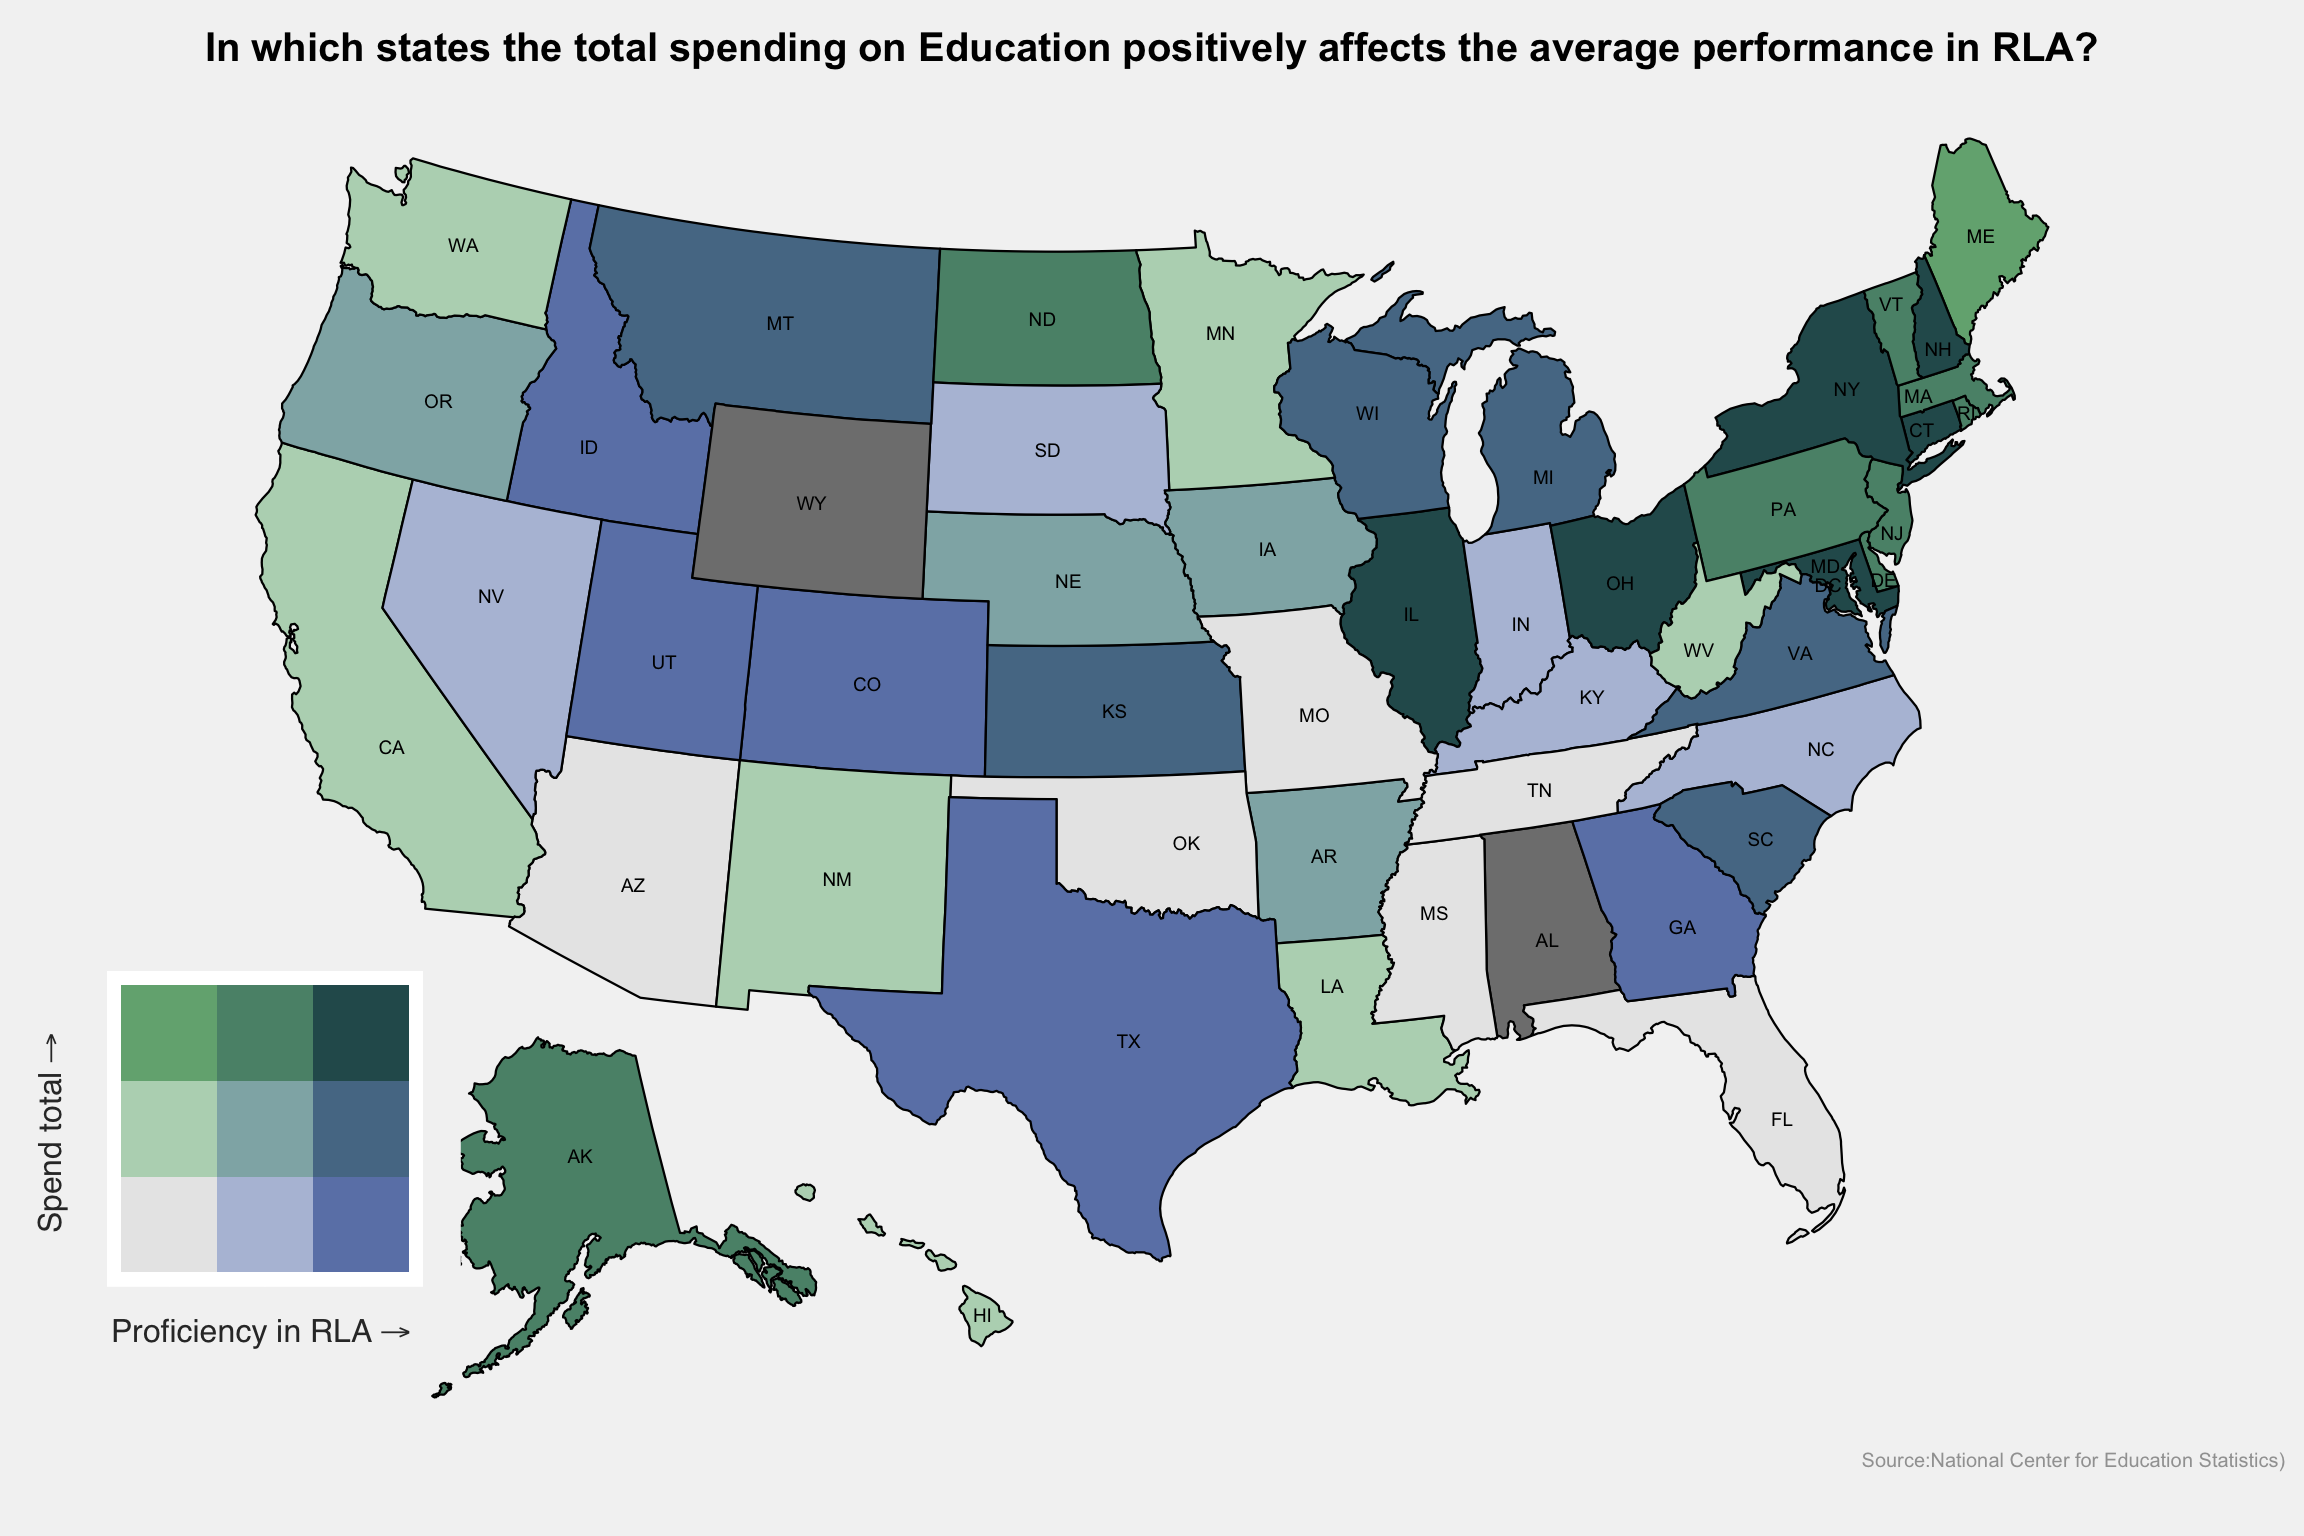 In which states the total spending on Education positively affects the average performance in RLA?
ME
WA
VT
ND
MT
MN
NH
NY
MA
OR
RI
WI
CT
ID
SD
MI
WY
PA
NJ
IA
MD
NE
OH
DE
DC
NV
IL
IN
WV
VA
UT
CO
KY
KS
MO
CA
NC
TN
SC
OK
AR
NM
AZ
MS
GA
AL
LA
TX
FL
AK
HI
Spend total →
Proficiency in RLA →
Source:National Center for Education Statistics)